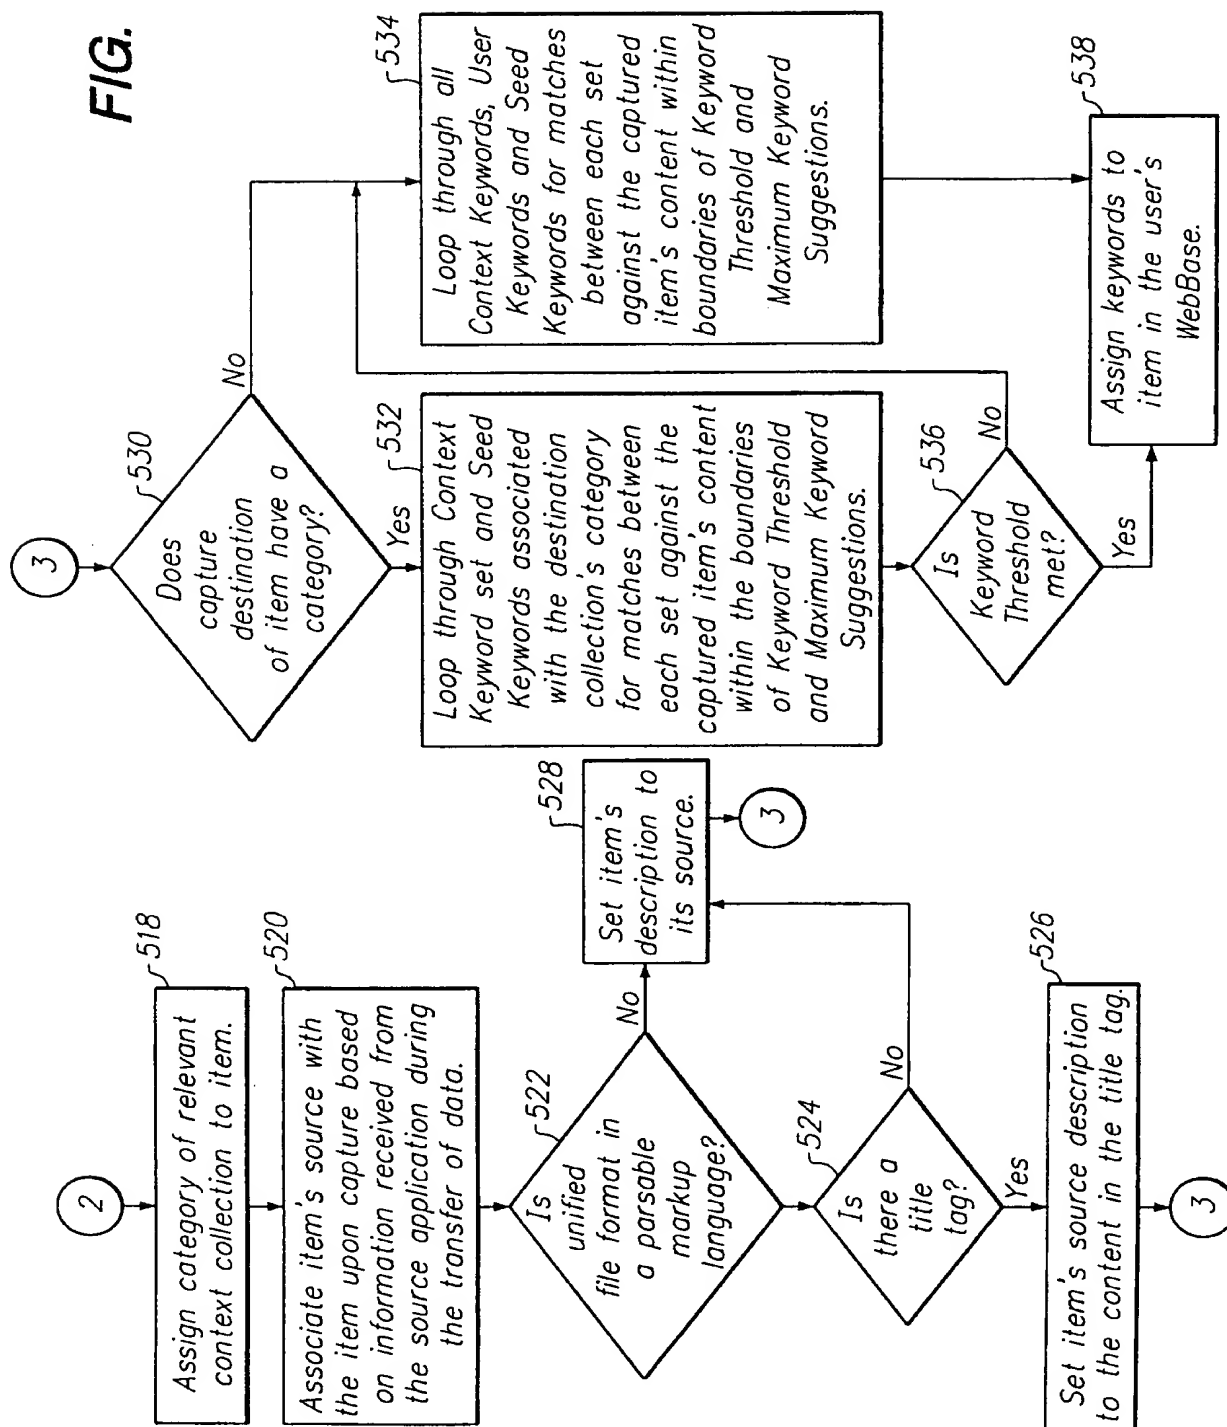 FIG.
2
518
Assign category of relevant
context collection to item.
520
Associate item's source with
the item upon capture based
on information received from
the source application during
the transfer of data.
522
Is
unified
file format in
a parsable
markup
language?
No
528
Set item's
description to
its source.
3
524
Is
there a
title
tag?
No
Yes
526
Set item's source description
to the content in the title tag.
3
3
530
Does
capture
destination
of item have a
category?
No
Yes
532
Loop through Context
Keyword set and Seed
Keywords associated
with the destination
collection's category
for matches between
each set against the
captured item's content
within the boundaries
of Keyword Threshold
and Maximum Keyword
Suggestions.
534
Loop through all
Context Keywords, User
Keywords and Seed
Keywords for matches
between each set
against the captured
item's content within
boundaries of Keyword
Threshold and
Maximum Keyword
Suggestions.
536
Is
Keyword
Threshold
met?
No
Yes
538
Assign keywords to
item in the user's
WebBase.